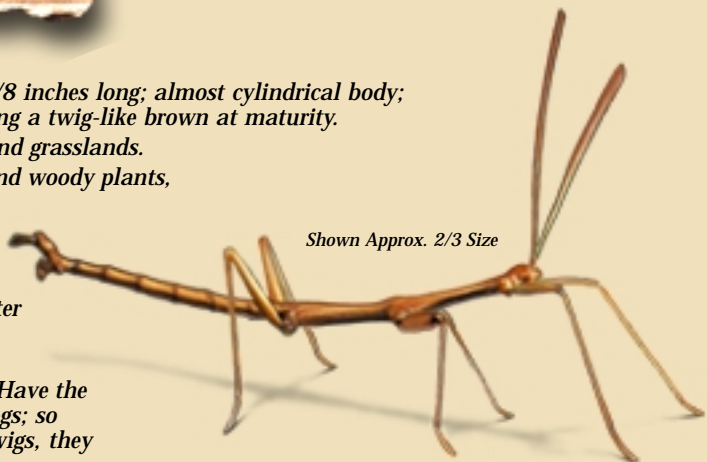 /8 inches long; almost cylindrical body;
ng a twig-like brown at maturity.
nd grasslands.
nd woody plants,
Shown Approx. 2/3 Size
ter
Have the
gs; so
wigs, they